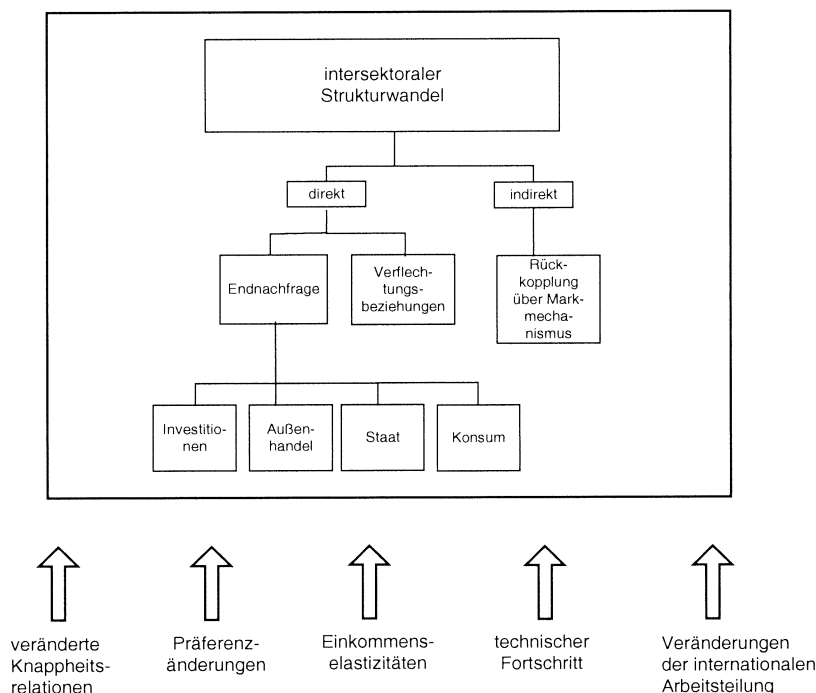 intersektoraler
Strukturwandel
direkt
indirekt
Endnachfrage
Verflech-
tungs-
beziehungen
Rück-
kopplung
über Mark-
mecha-
nismus
Investitio-
nen
Außen-
handel
Staat
Konsum
veränderte
Knappheits-
relationen
Präferenz-
änderungen
Einkommens-
elastizitäten
technischer
Fortschritt
Veränderungen
der internationalen
Arbeitsteilung